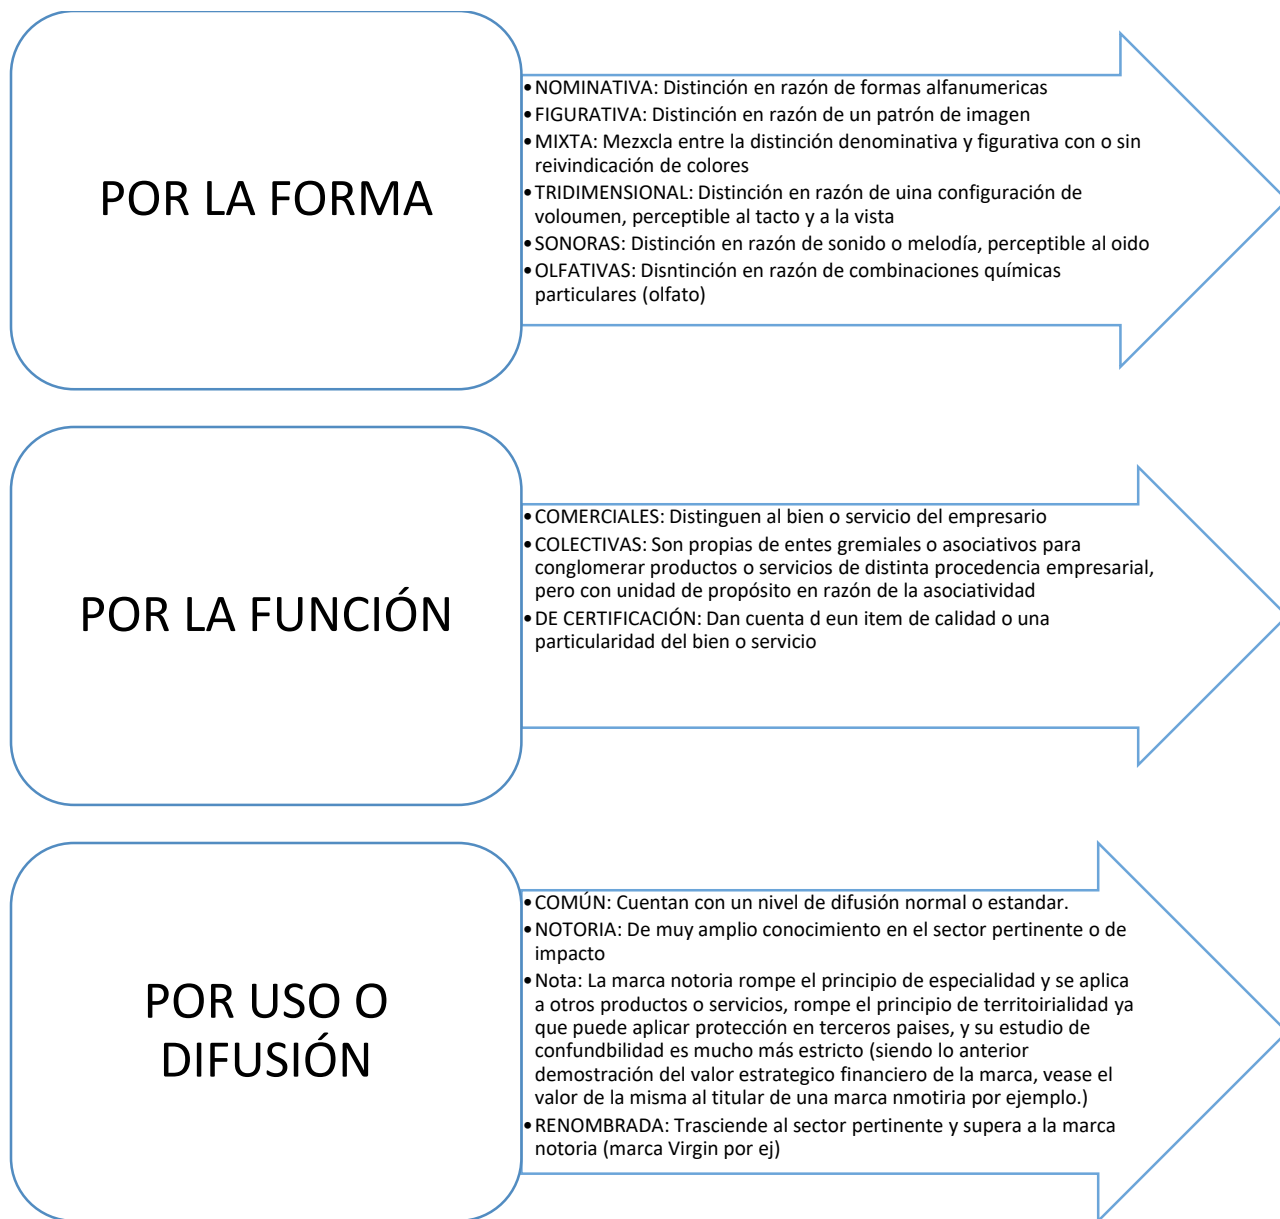 POR LA FORMA
•NOMINATIVA: Distinción en razón de formas alfanumericas
•FIGURATIVA: Distinción en razón de un patrón de imagen
•MIXTA: Mezxcla entre la distinción denominativa y figurativa con o sin
reivindicación de colores
•TRIDIMENSIONAL: Distinción en razón de uina configuración de
voloumen, perceptible al tacto y a la vista
•SONORAS: Distinción en razón de sonido o melodía, perceptible al oido
•OLFATIVAS: Disntinción en razón de combinaciones químicas
particulares (olfato)
POR LA FUNCIÓN
•COMERCIALES: Distinguen al bien o servicio del empresario
•COLECTIVAS: Son propias de entes gremiales o asociativos para
conglomerar productos o servicios de distinta procedencia empresarial,
pero con unidad de propósito en razón de la asociatividad
•DE CERTIFICACIÓN: Dan cuenta d eun item de calidad o una
particularidad del bien o servicio
POR USO O
DIFUSIÓN
•COMÚN: Cuentan con un nivel de difusión normal o estandar.
•NOTORIA: De muy amplio conocimiento en el sector pertinente o de
impacto
•Nota: La marca notoria rompe el principio de especialidad y se aplica
a otros productos o servicios, rompe el principio de territoirialidad ya
que puede aplicar protección en terceros paises, y su estudio de
confundbilidad es mucho más estricto (siendo lo anterior
demostración del valor estrategico financiero de la marca, vease el
valor de la misma al titular de una marca nmotiria por ejemplo.)
•RENOMBRADA: Trasciende al sector pertinente y supera a la marca
notoria (marca Virgin por ej)